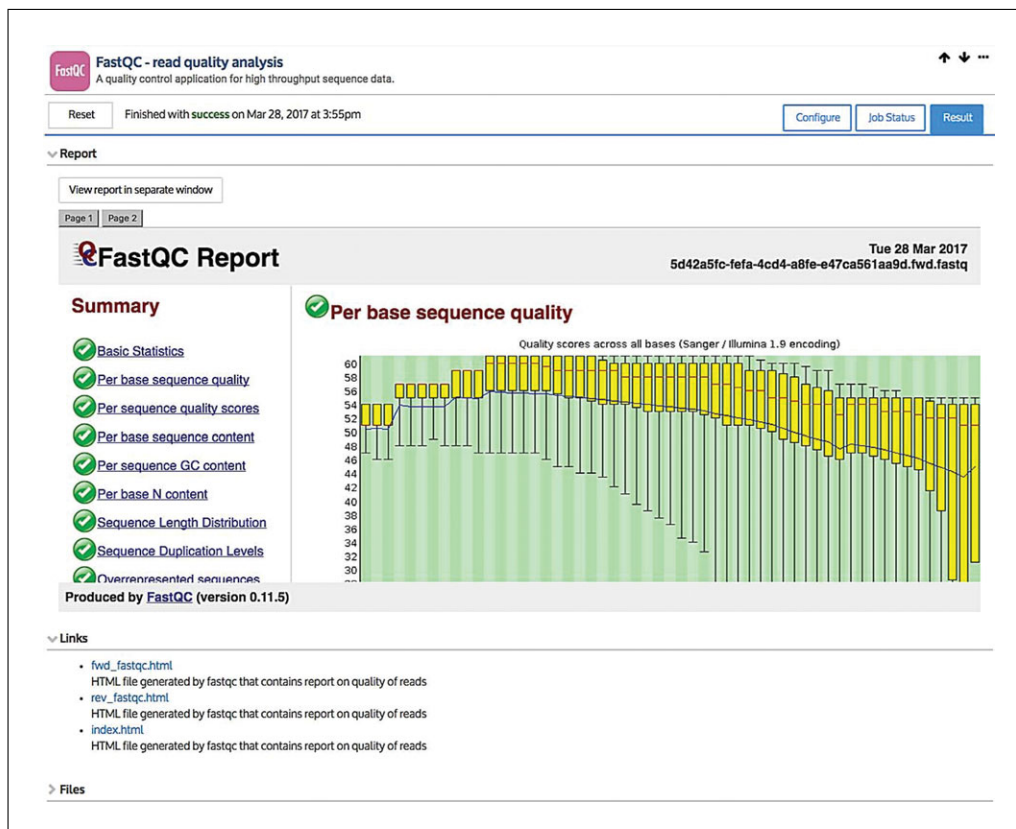 FastQC
FastQC - read quality analysis
A quality control application for high throughput sequence data.
Reset
Finished with success on Mar 28, 2017 at 3:55pm
Configure
Job Status
Result
Report
View report in separate window
Page 1
Page 2
FastQC Report
Tue 28 Mar 2017
5d42a5fc-fefa-4cd4-a8fe-e47ca561aa9d.fwd.fastq
Summary
Basic Statistics
Per base sequence quality
Per sequence quality scores
Per base sequence content
Per sequence GC content
Per base N content
Sequence Length Distribution
Sequence Duplication Levels
Overrepresented sequences
Per base sequence quality
Quality scores across all bases (Sanger / Illumina 1.9 encoding)
60
58
56
54
52
50
48
46
44
42
40
38
36
34
32
30
Produced by FastQC (version 0.11.5)
Links
• fwd_fastqc.html
HTML file generated by fastqc that contains report on quality of reads
• rev_fastqc.html
HTML file generated by fastqc that contains report on quality of reads
• index.html
HTML file generated by fastqc that contains report on quality of reads
Files